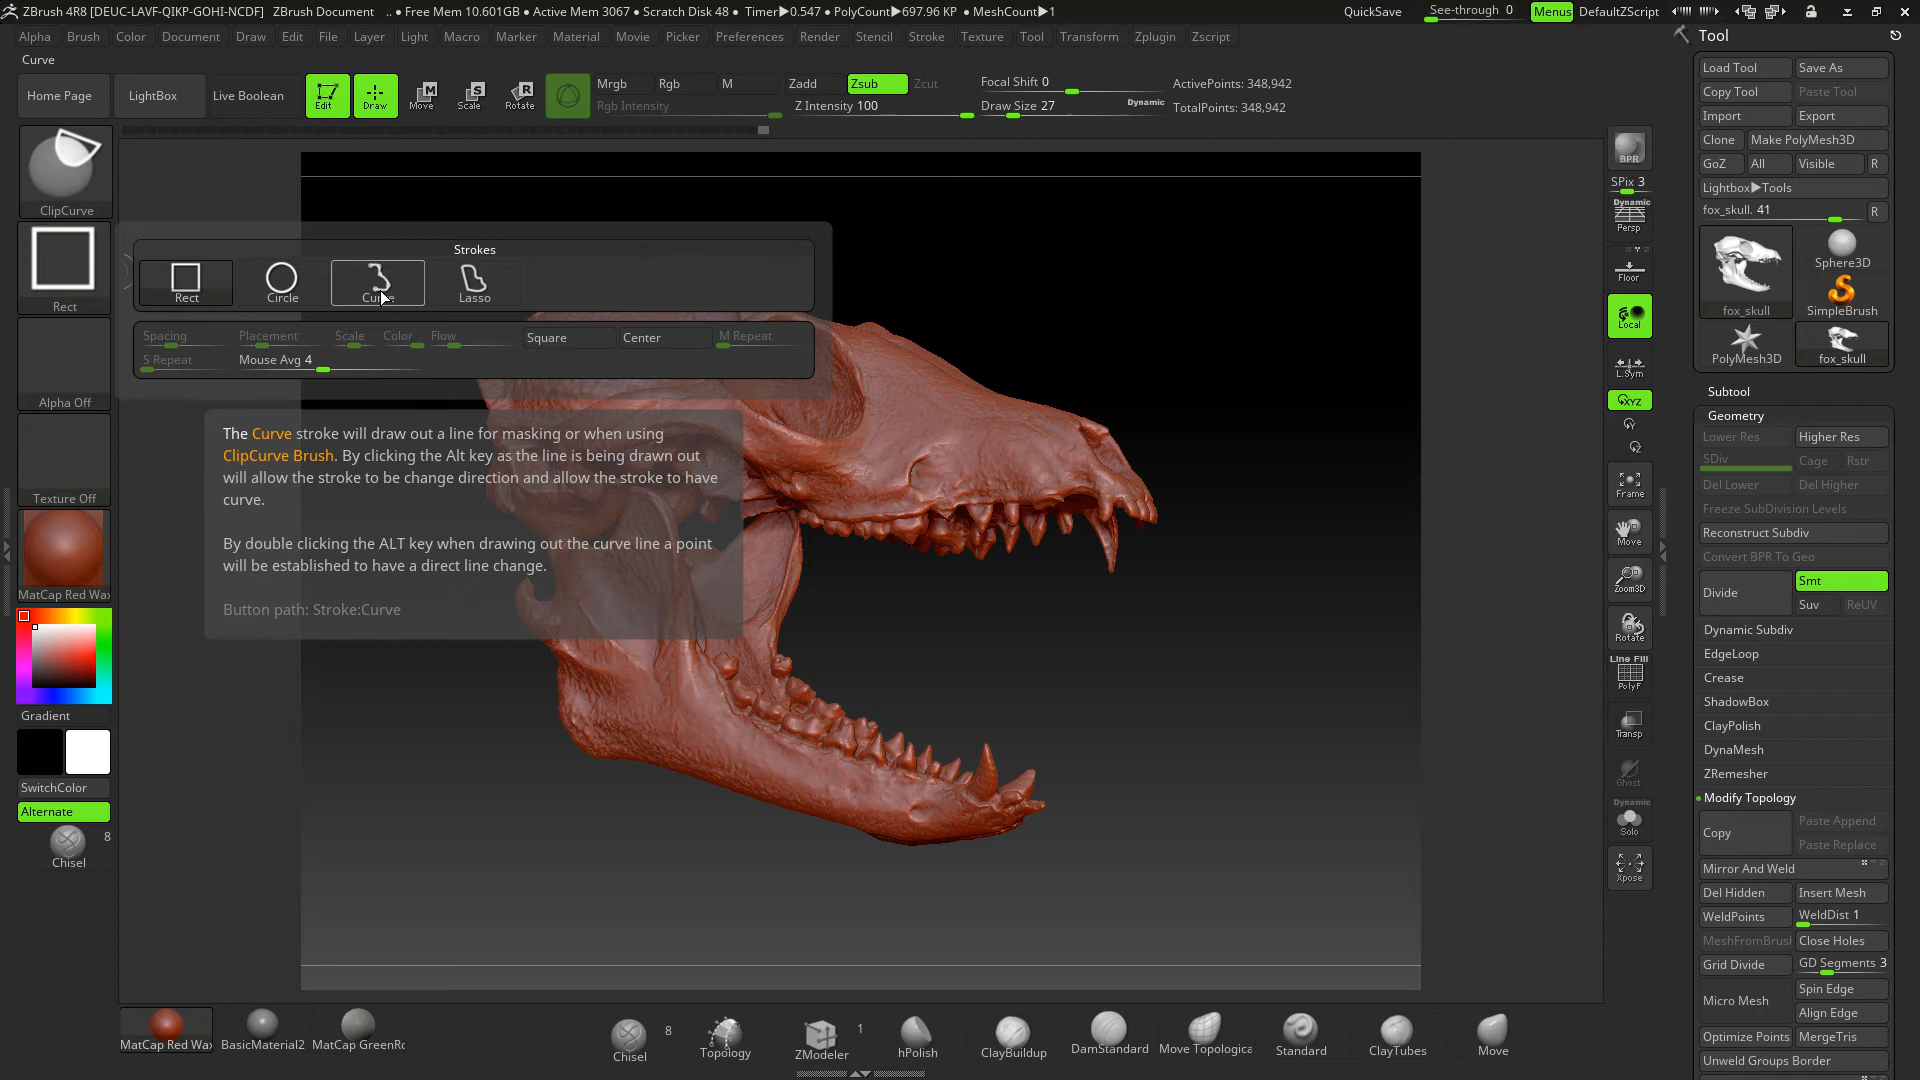 ZBrush 4R8 [DEUC-LAVF-QIKP-GOHI-NCDF] ZBrush Document .. • Free Mem 10.601GB • Active Mem 3067 • Scratch Disk 48 • Timer▶0.547 • PolyCount▶697.96 KP • MeshCount▶1 QuickSave See-through 0 Menus DefaultZScript
Alpha Brush Color Document Draw Edit File Layer Light Macro Marker Material Movie Picker Preferences Render Stencil Stroke Texture Tool Transform Zplugin Zscript
Curve
Home Page LightBox Live Boolean Edit Draw Move Scale Rotate
Mrgb Rgb M Zadd Zsub Zcut Focal Shift 0 ActivePoints: 348,942
Rgb Intensity Z Intensity 100 Draw Size 27 Dynamic TotalPoints: 348,942
ClipCurve
Rect
Alpha Off
Texture Off
MatCap Red Wax
Gradient
SwitchColor
Alternate
8
Chisel
Strokes
Rect Circle Curve Lasso
Spacing Placement Scale Color Flow Square Center M Repeat
S Repeat Mouse Avg 4
The Curve stroke will draw out a line for masking or when using
ClipCurve Brush. By clicking the Alt key as the line is being drawn out
will allow the stroke to be change direction and allow the stroke to have
curve.
By double clicking the ALT key when drawing out the curve line a point
will be established to have a direct line change.
Button path: Stroke:Curve
BPR
SPix 3
Dynamic
Persp
Floor
Local
L.Sym
XYZ
Frame
Move
Zoom3D
Rotate
Line Fill
PolyF
Transp
Ghost
Dynamic
Solo
Xpose
Tool
Load Tool Save As
Copy Tool Paste Tool
Import Export
Clone Make PolyMesh3D
GoZ All Visible R
Lightbox▶Tools
fox_skull. 41 R
fox_skull Sphere3D
SimpleBrush
PolyMesh3D fox_skull
Subtool
Geometry
Lower Res Higher Res
SDiv Cage Rstr
Del Lower Del Higher
Freeze SubDivision Levels
Reconstruct Subdiv
Convert BPR To Geo
Divide Smt
Suv ReUV
Dynamic Subdiv
EdgeLoop
Crease
ShadowBox
ClayPolish
DynaMesh
ZRemesher
Modify Topology
Copy Paste Append
Paste Replace
Mirror And Weld
Del Hidden Insert Mesh
WeldPoints WeldDist 1
MeshFromBrush Close Holes
Grid Divide GD Segments 3
Micro Mesh Spin Edge
Align Edge
Optimize Points MergeTris
Unweld Groups Border
MatCap Red Wax BasicMaterial2 MatCap GreenRo
8 1
Chisel Topology ZModeler hPolish ClayBuildup DamStandard Move Topologica Standard ClayTubes Move